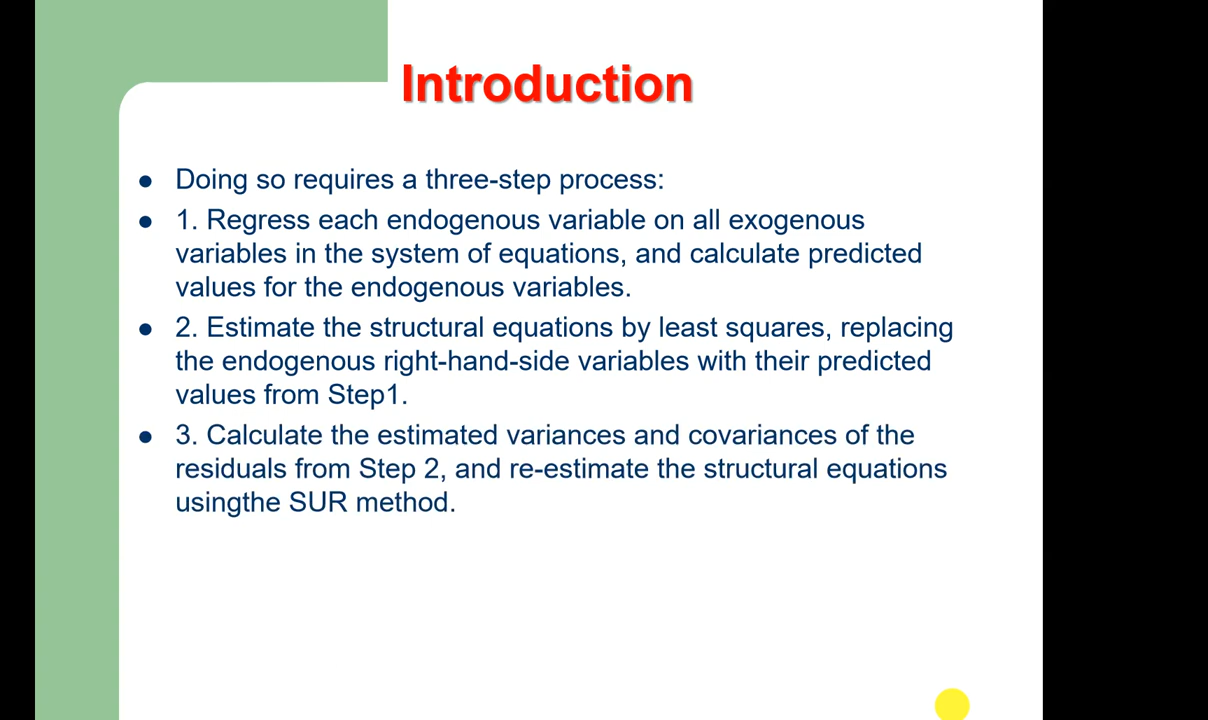 Introduction
● Doing so requires a three-step process:
● 1. Regress each endogenous variable on all exogenous
variables in the system of equations, and calculate predicted
values for the endogenous variables.
● 2. Estimate the structural equations by least squares, replacing
the endogenous right-hand-side variables with their predicted
values from Step1.
● 3. Calculate the estimated variances and covariances of the
residuals from Step 2, and re-estimate the structural equations
usingthe SUR method.